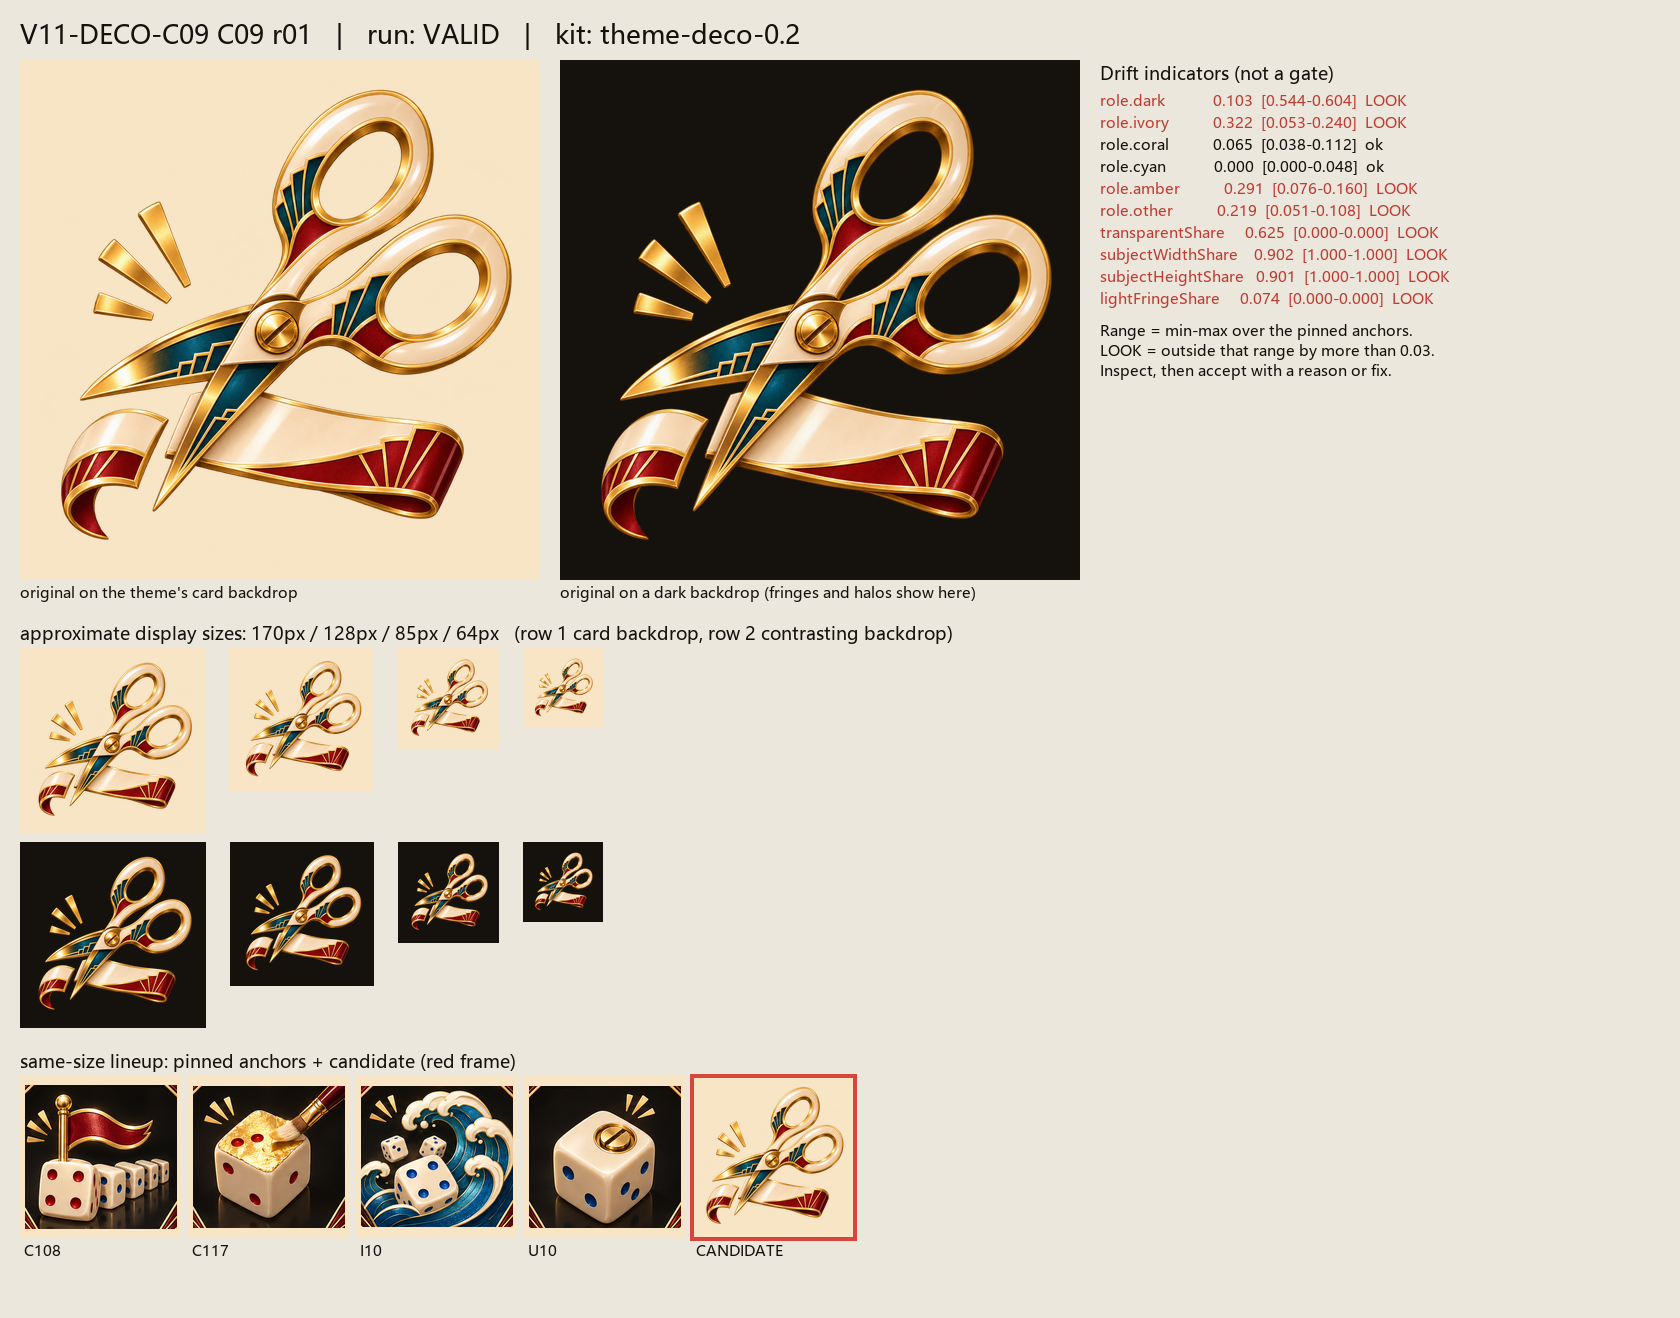 V11-DECO-C09 C09 r01 | run: VALID | kit: theme-deco-0.2
Drift indicators (not a gate)
role.dark 0.103 [0.544-0.604] LOOK
role.ivory 0.322 [0.053-0.240] LOOK
role.coral 0.065 [0.038-0.112] ok
role.cyan 0.000 [0.000-0.048] ok
role.amber 0.291 [0.076-0.160] LOOK
role.other 0.219 [0.051-0.108] LOOK
transparentShare 0.625 [0.000-0.000] LOOK
subjectWidthShare 0.902 [1.000-1.000] LOOK
subjectHeightShare 0.901 [1.000-1.000] LOOK
lightFringeShare 0.074 [0.000-0.000] LOOK
Range = min-max over the pinned anchors.
LOOK = outside that range by more than 0.03.
Inspect, then accept with a reason or fix.
original on the theme's card backdrop
original on a dark backdrop (fringes and halos show here)
approximate display sizes: 170px / 128px / 85px / 64px (row 1 card backdrop, row 2 contrasting backdrop)
same-size lineup: pinned anchors + candidate (red frame)
C108
C117
I10
U10
CANDIDATE